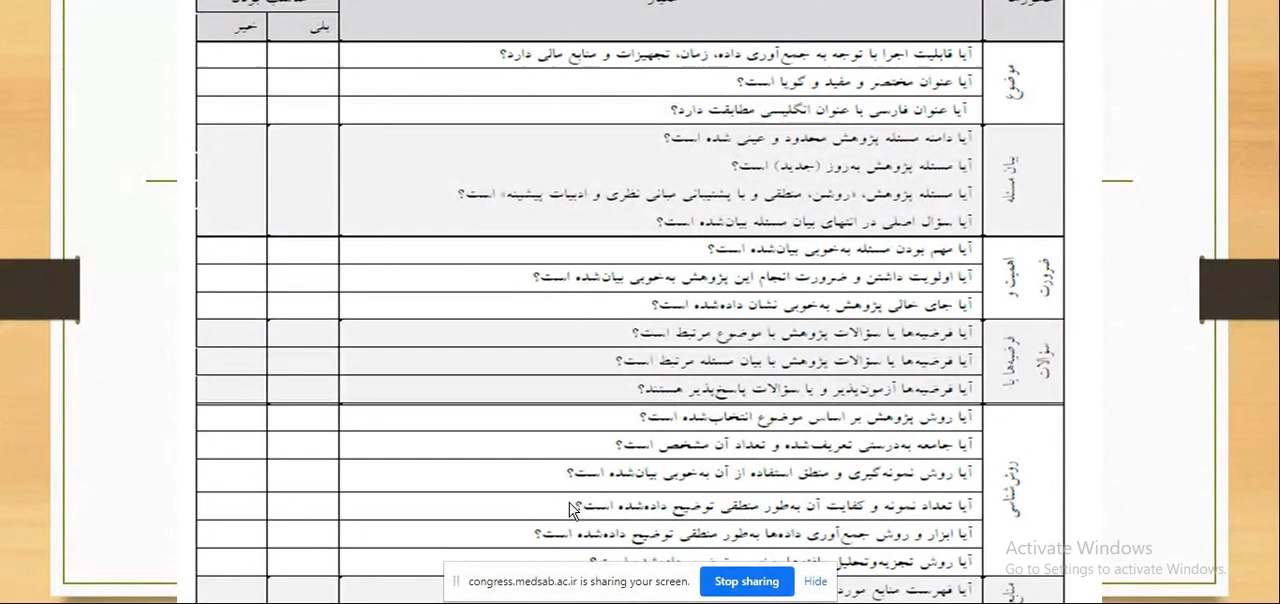 بلی
خیر
موضوع
آیا قابلیت اجرا با توجه به جمع‌آوری داده، زمان، تجهیزات و منابع مالی دارد؟
آیا عنوان مختصر و مفید و گویا است؟
آیا عنوان فارسی با عنوان انگلیسی مطابقت دارد؟
بیان مسئله
آیا دامنه مسئله پژوهش محدود و عینی شده است؟
آیا مسئله پژوهش به‌روز (جدید) است؟
آیا مسئله پژوهش، «روشن، منطقی و با پشتیبانی مبانی نظری و ادبیات پیشینه» است؟
آیا سؤال اصلی در انتهای بیان مسئله بیان‌شده است؟
اهمیت و
ضرورت
آیا مهم بودن مسئله به‌خوبی بیان‌شده است؟
آیا اولویت داشتن و ضرورت انجام این پژوهش به‌خوبی بیان‌شده است؟
آیا جای خالی پژوهش به‌خوبی نشان داده‌شده است؟
فرضیه‌ها یا
سؤالات
آیا فرضیه‌ها یا سؤالات پژوهش با موضوع مرتبط است؟
آیا فرضیه‌ها یا سؤالات پژوهش با بیان مسئله مرتبط است؟
آیا فرضیه‌ها آزمون‌پذیر و یا سؤالات پاسخ‌پذیر هستند؟
روش‌شناسی
آیا روش پژوهش بر اساس موضوع انتخاب‌شده است؟
آیا جامعه به‌درستی تعریف‌شده و تعداد آن مشخص است؟
آیا روش نمونه‌گیری و منطق استفاده از آن به‌خوبی بیان‌شده است؟
آیا تعداد نمونه و کفایت آن به‌طور منطقی توضیح داده‌شده است؟
آیا ابزار و روش جمع‌آوری داده‌ها به‌طور منطقی توضیح داده‌شده است؟
آیا روش تجزیه‌وتحلیل
منابع
آیا فهرست منابع مورد
Activate Windows
Go to Settings to activate Windows.
congress.medsab.ac.ir is sharing your screen.
Stop sharing
Hide